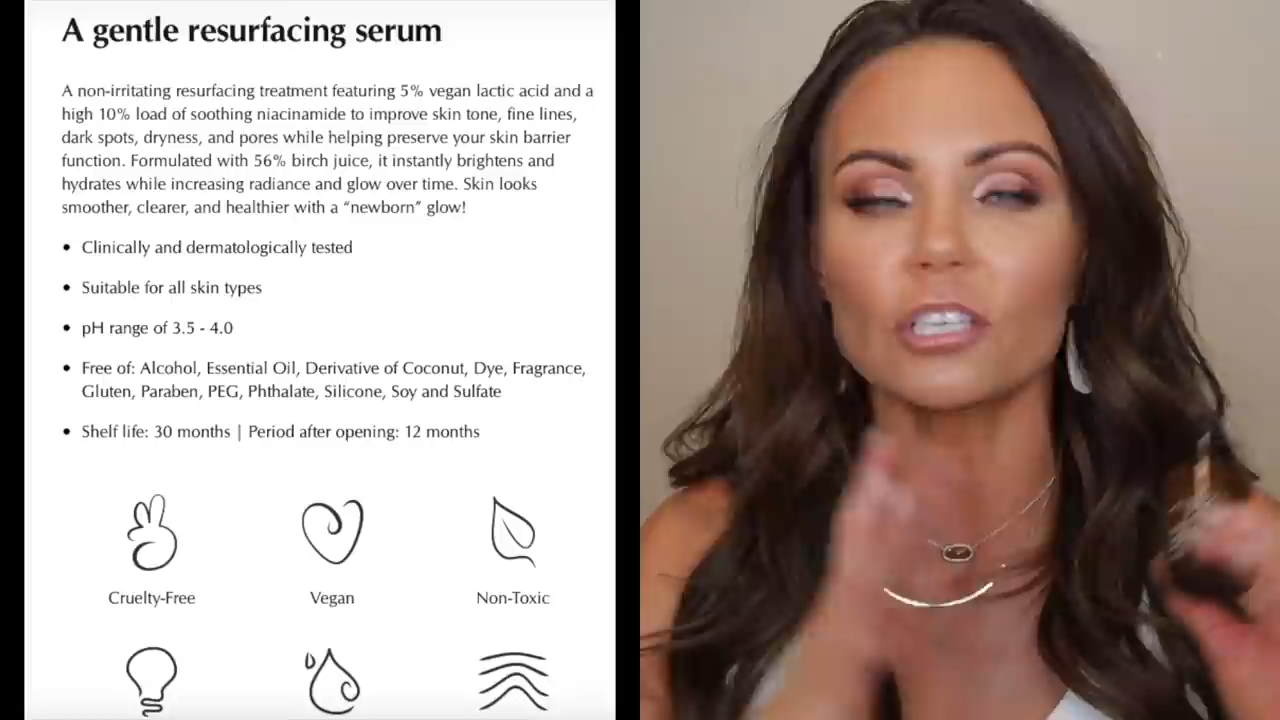 A gentle resurfacing serum
A non-irritating resurfacing treatment featuring 5% vegan lactic acid and a
high 10% load of soothing niacinamide to improve skin tone, fine lines,
dark spots, dryness, and pores while helping preserve your skin barrier
function. Formulated with 56% birch juice, it instantly brightens and
hydrates while increasing radiance and glow over time. Skin looks
smoother, clearer, and healthier with a “newborn” glow!
• Clinically and dermatologically tested
• Suitable for all skin types
• pH range of 3.5 - 4.0
• Free of: Alcohol, Essential Oil, Derivative of Coconut, Dye, Fragrance,
Gluten, Paraben, PEG, Phthalate, Silicone, Soy and Sulfate
• Shelf life: 30 months | Period after opening: 12 months
Cruelty-Free
Vegan
Non-Toxic